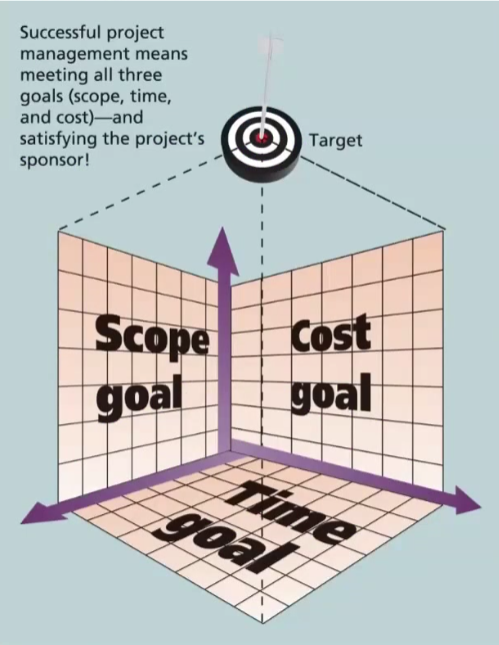 Successful project
management means
meeting all three
goals (scope, time,
and cost)—and
satisfying the project's
sponsor!
Target
Scope
goal
Cost
goal
Time
goal